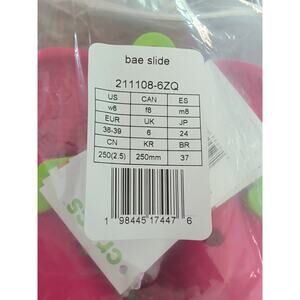 bae slide
211108-6ZQ
US CAN ES
w8 f8 m8
EUR UK JP
38-39 6 24
CN KR BR
250(2.5) 250mm 37
1 98445 17447 6
crocs